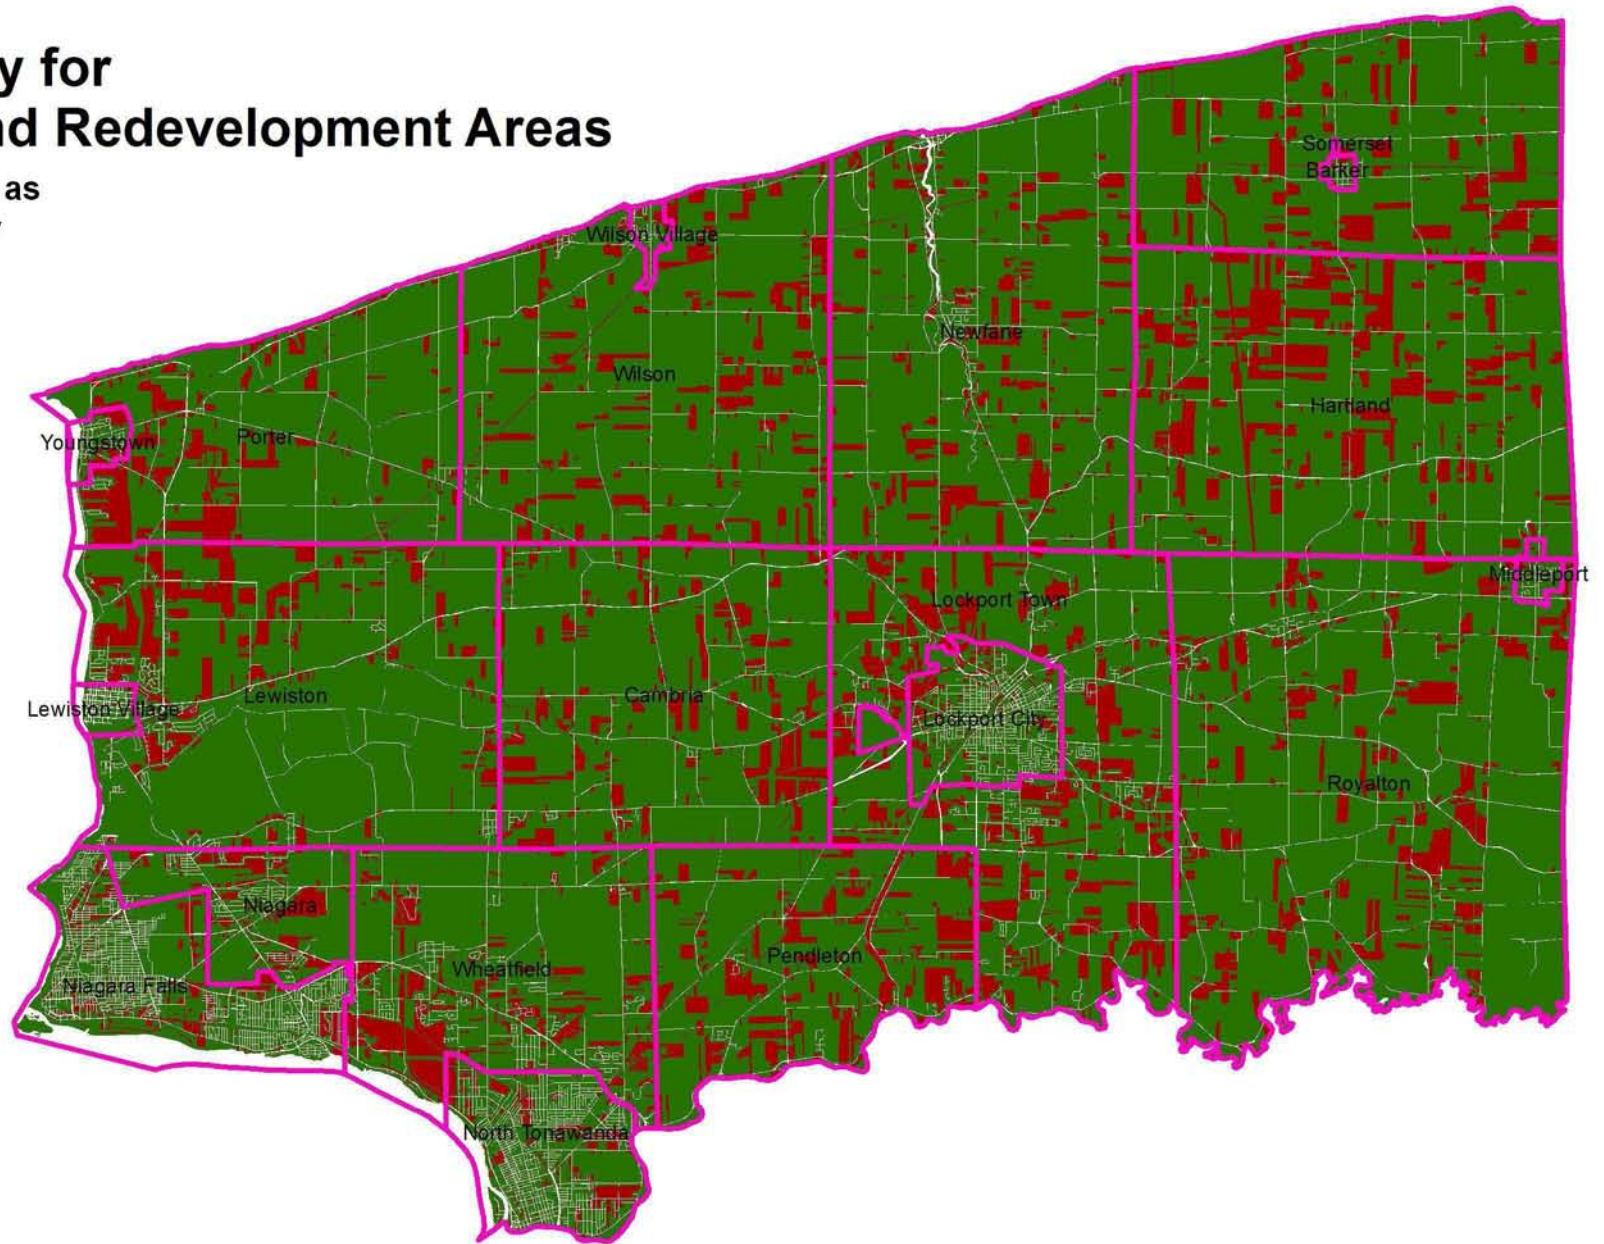 y for
nd Redevelopment Areas
as
Somerset
Barker
Wilson Village
Newfane
Wilson
Hartland
Youngstown
Porter
Middleport
Lockport Town
Lewiston
Cambria
Lewiston Village
Lockport City
Royalton
Niagara
Pendleton
Wheatfield
Niagara Falls
North Tonawanda